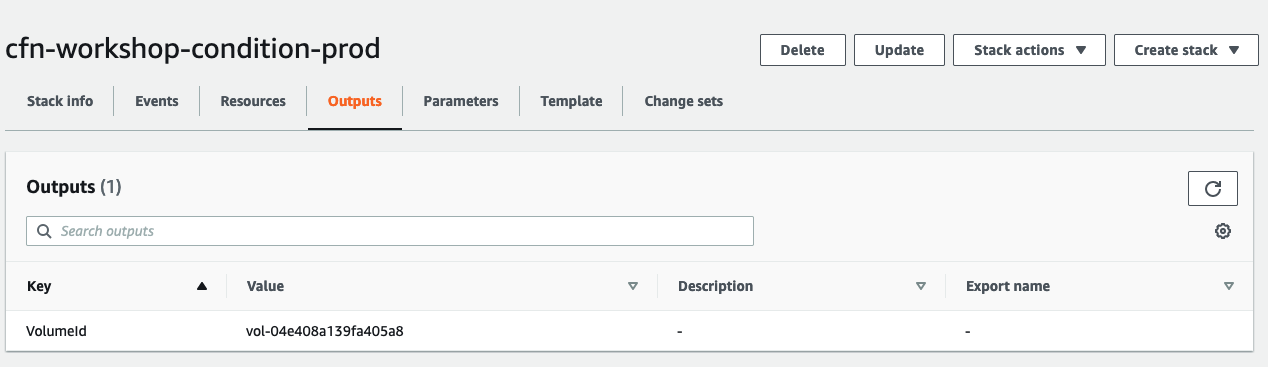 cfn-workshop-condition-prod
Delete Update Stack actions Create stack
Stack info Events Resources Outputs Parameters Template Change sets
Outputs (1)
Search outputs
Key Value Description Export name
VolumeId vol-04e408a139fa405a8 - -